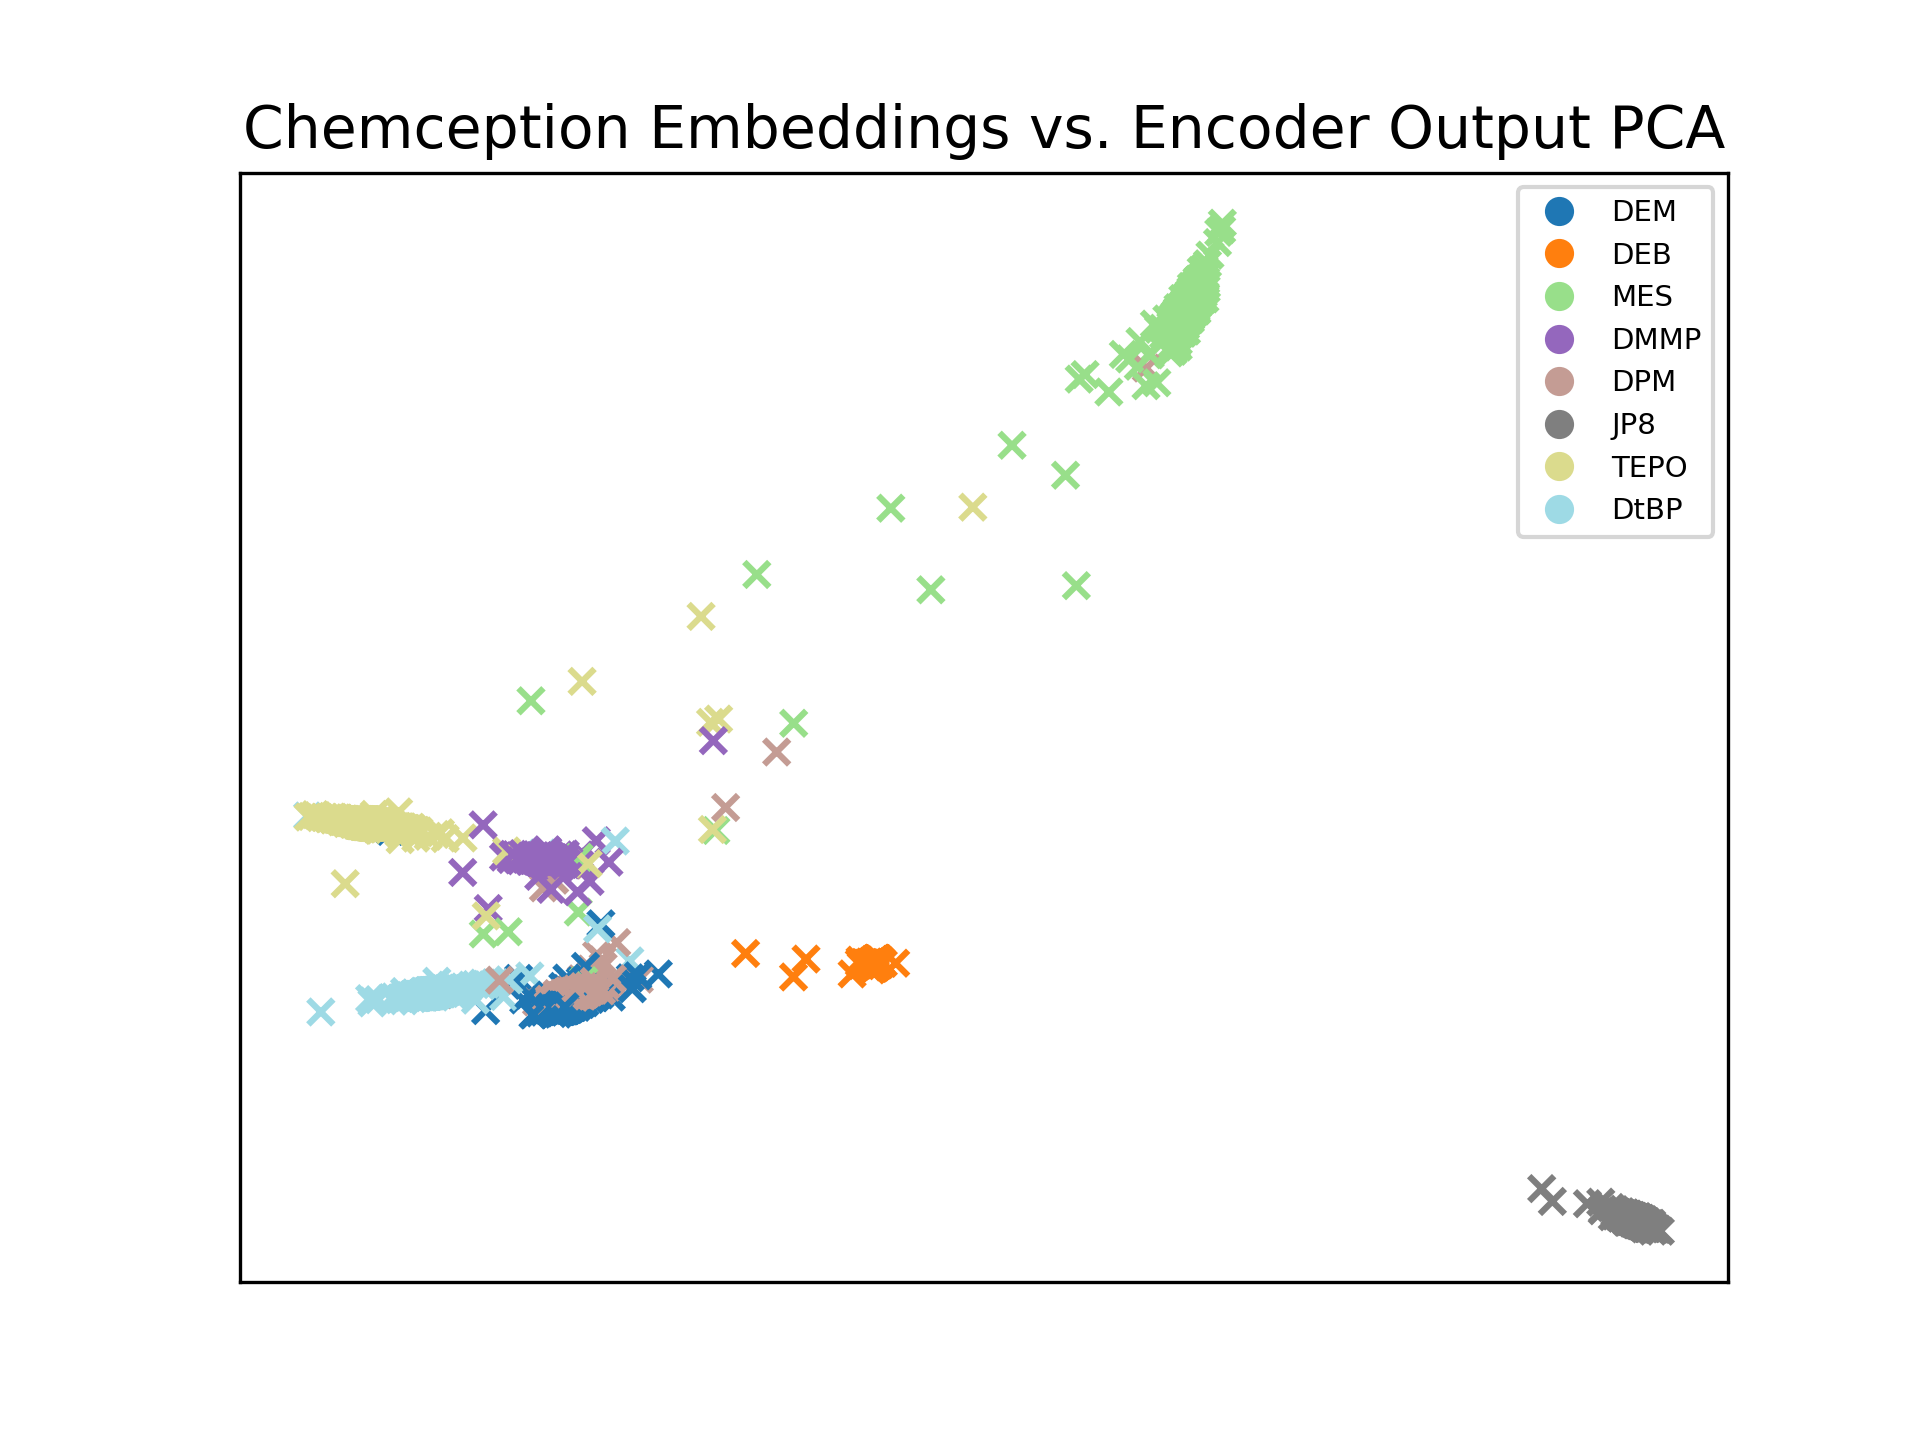 Chemception Embeddings vs. Encoder Output PCA
DEM
DEB
MES
DMMP
DPM
JP8
TEPO
DtBP